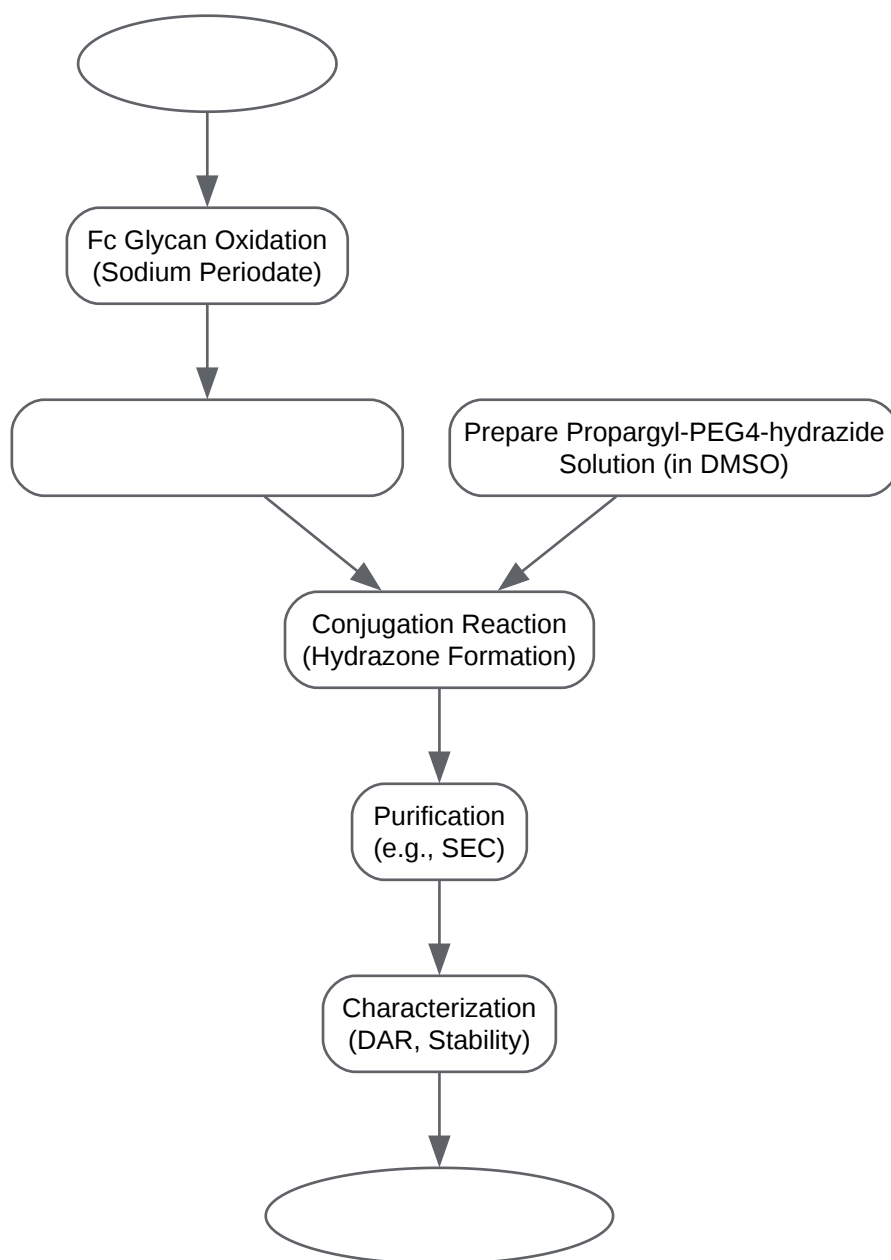 Fc Glycan Oxidation
(Sodium Periodate)
Prepare Propargyl-PEG4-hydrazide
Solution (in DMSO)
Conjugation Reaction
(Hydrazone Formation)
Purification
(e.g., SEC)
Characterization
(DAR, Stability)